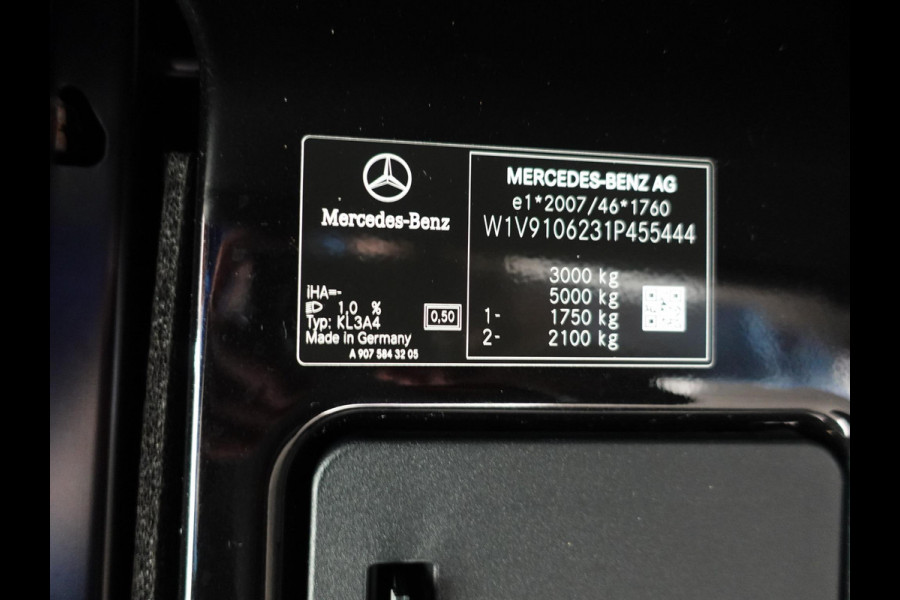 Mercedes-Benz
iHA=-
1,0 %
Typ: KL3A4
Made in Germany
A 907 584 32 05
0,50
MERCEDES-BENZ AG
e1*2007/46*1760
W1V9106231P455444
3000 kg
5000 kg
1- 1750 kg
2- 2100 kg